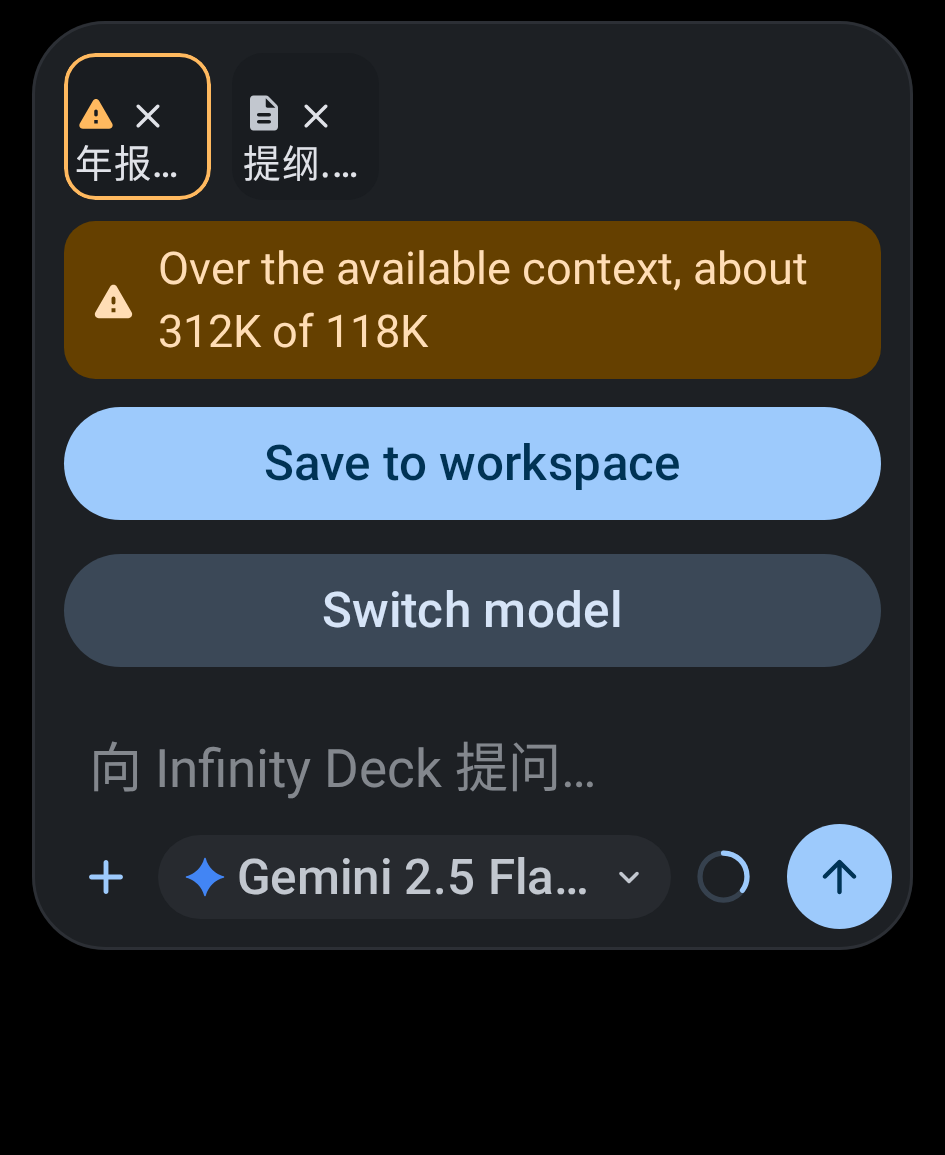 年报…
提纲.…
Over the available context, about
312K of 118K
Save to workspace
Switch model
向 Infinity Deck 提问…
Gemini 2.5 Fla…